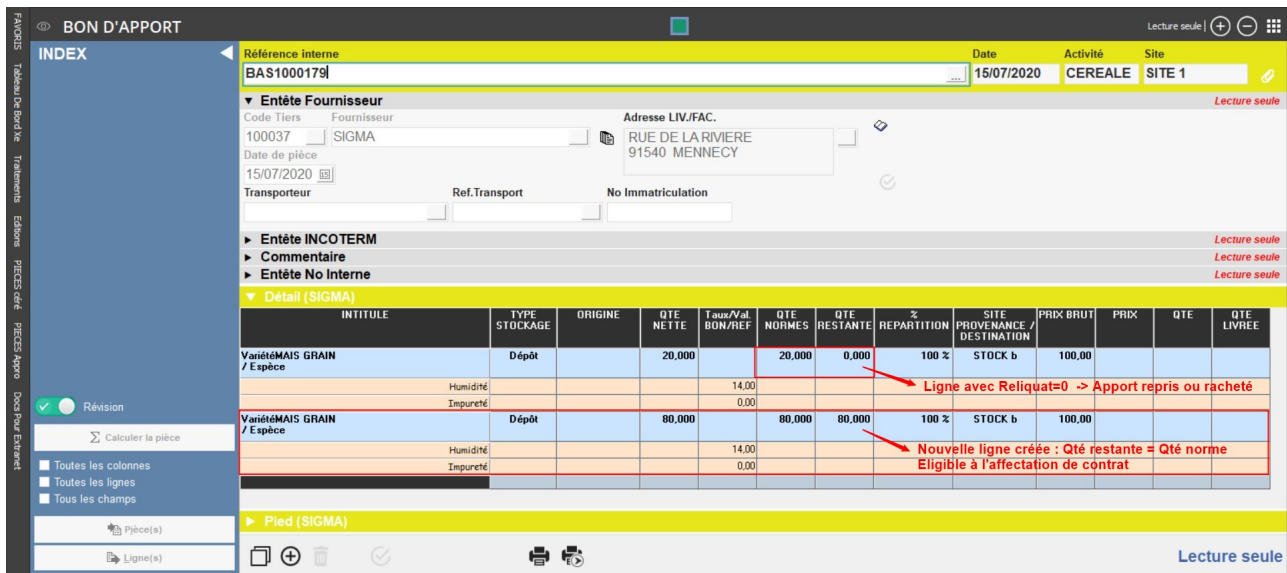 BON D'APPORT
Lecture seule |
FAVORIS
Tableau De Bord Xe
Traitements
Editions
PIECES céré
PIECES Appro
Docs Pour Extranet
INDEX
Référence interne Date Activité Site
BAS1000179 ... 15/07/2020 CEREALE SITE 1
▼ Entête Fournisseur Lecture seule
Code Tiers Fournisseur Adresse LIV./FAC.
100037 SIGMA RUE DE LA RIVIERE
91540 MENNECY
Date de pièce
15/07/2020
Transporteur Ref.Transport No Immatriculation
► Entête INCOTERM Lecture seule
► Commentaire Lecture seule
► Entête No Interne Lecture seule
▼ Détail (SIGMA)
INTITULE TYPE STOCKAGE ORIGINE QTE NETTE Taux/Val. BON/REF QTE NORMES QTE RESTANTE % REPARTITION SITE PROVENANCE / DESTINATION PRIX BRUT PRIX QTE QTE LIVREE
VariétéMAIS GRAIN Dépôt 20,000 20,000 0,000 100 % STOCK b 100,00
/ Espèce
Ligne avec Reliquat=0 -> Apport repris ou racheté
Humidité 14,00
Impureté 0,00
VariétéMAIS GRAIN Dépôt 80,000 80,000 80,000 100 % STOCK b 100,00
/ Espèce
Humidité 14,00
Nouvelle ligne créée : Qté restante = Qté norme
Impureté 0,00
Eligible à l'affectation de contrat
Révision
Σ Calculer la pièce
Toutes les colonnes
Toutes les lignes
Tous les champs
Pièce(s)
Ligne(s)
► Pied (SIGMA)
Lecture seule